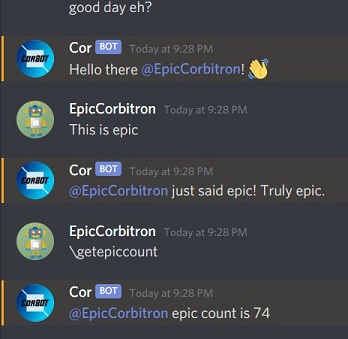 good day eh?
Cor BOT Today at 9:28 PM
Hello there @EpicCorbitron! 👋
CORBOT
EpicCorbitron Today at 9:28 PM
This is epic
Cor BOT Today at 9:28 PM
@EpicCorbitron just said epic! Truly epic.
CORBOT
EpicCorbitron Today at 9:28 PM
\getepiccount
Cor BOT Today at 9:28 PM
@EpicCorbitron epic count is 74
CORBOT